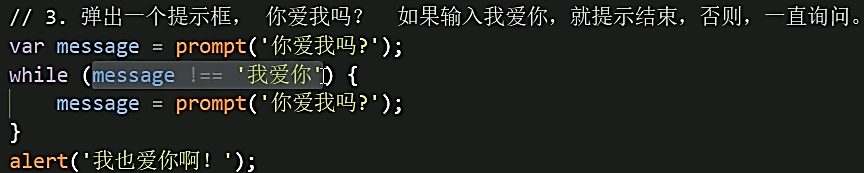 // 3. 弹出一个提示框， 你爱我吗？  如果输入我爱你，就提示结束，否则，一直询问。
var message = prompt('你爱我吗?');
while (message !== '我爱你') {
    message = prompt('你爱我吗?');
}
alert('我也爱你啊！');